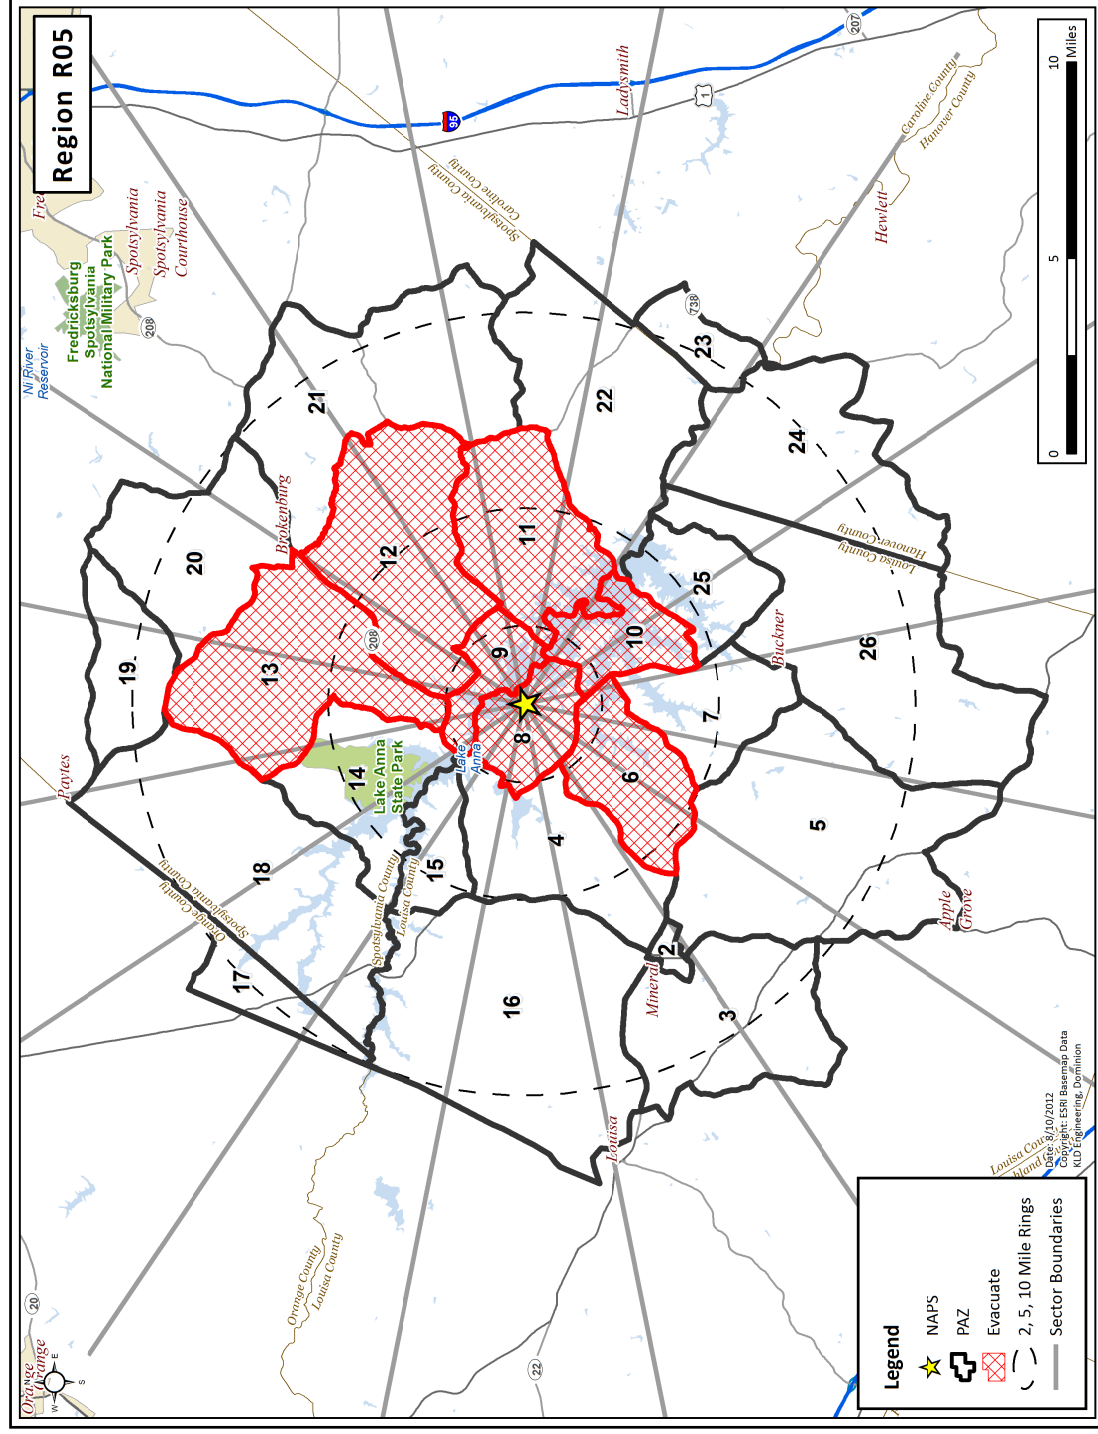 Region R05
Fredricksburg
Spotsylvania
National Military Park
Spotsylvania
Spotsylvania
Courthouse
Ni River
Reservoir
208
95
207
1
Ladysmith
Caroline County
Hanover County
Spotsylvania County
Caroline County
Hewlett
738
Brokenburg
Paytes
Orange County
Spotsylvania County
Lake Anna
State Park
Lake
Anna
208
Spotsylvania County
Louisa County
Buckner
Hanover County
Louisa County
Mineral
Apple
Grove
Louisa
Orange County
Louisa County
20
22
Orange
2
3
4
5
6
7
8
9
10
11
12
13
14
15
16
17
18
19
20
21
22
23
24
25
26
0
5
10
Miles
N
E
S
W
Legend
NAPS
PAZ
Evacuate
2, 5, 10 Mile Rings
Sector Boundaries
Date: 8/10/2012
Copyright: ESRI Basemap Data
KLD Engineering, Dominion